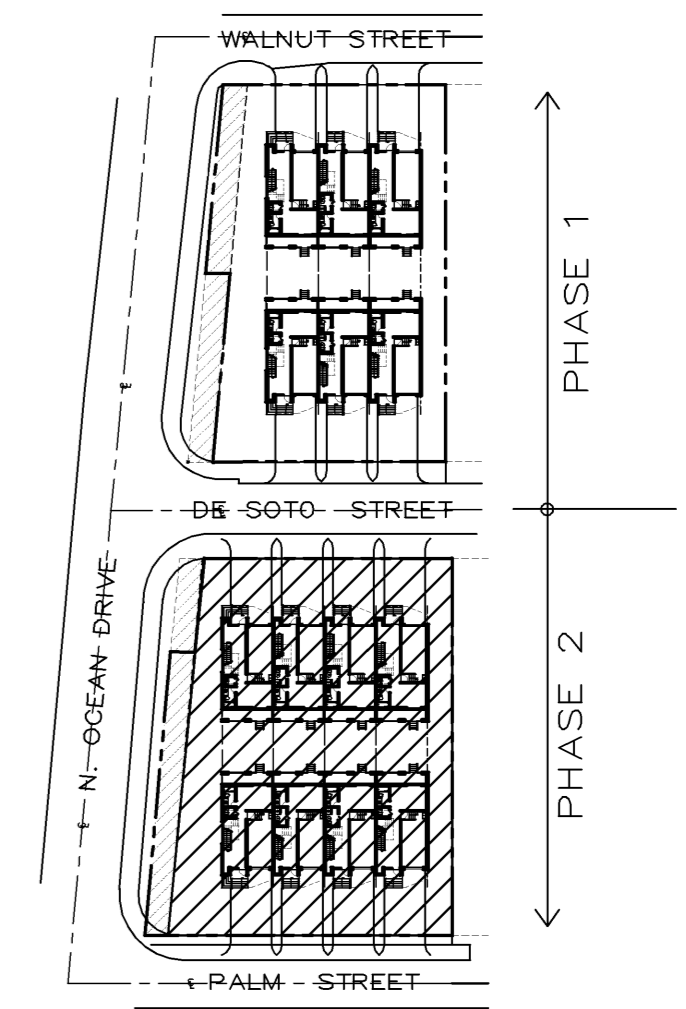 WALNUT STREET
PHASE 1
DE SOTO STREET
N. OCEAN DRIVE
PHASE 2
PALM STREET